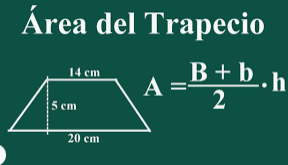 Área del Trapecio
14 cm
5 cm
20 cm
A = B + b / 2 · h